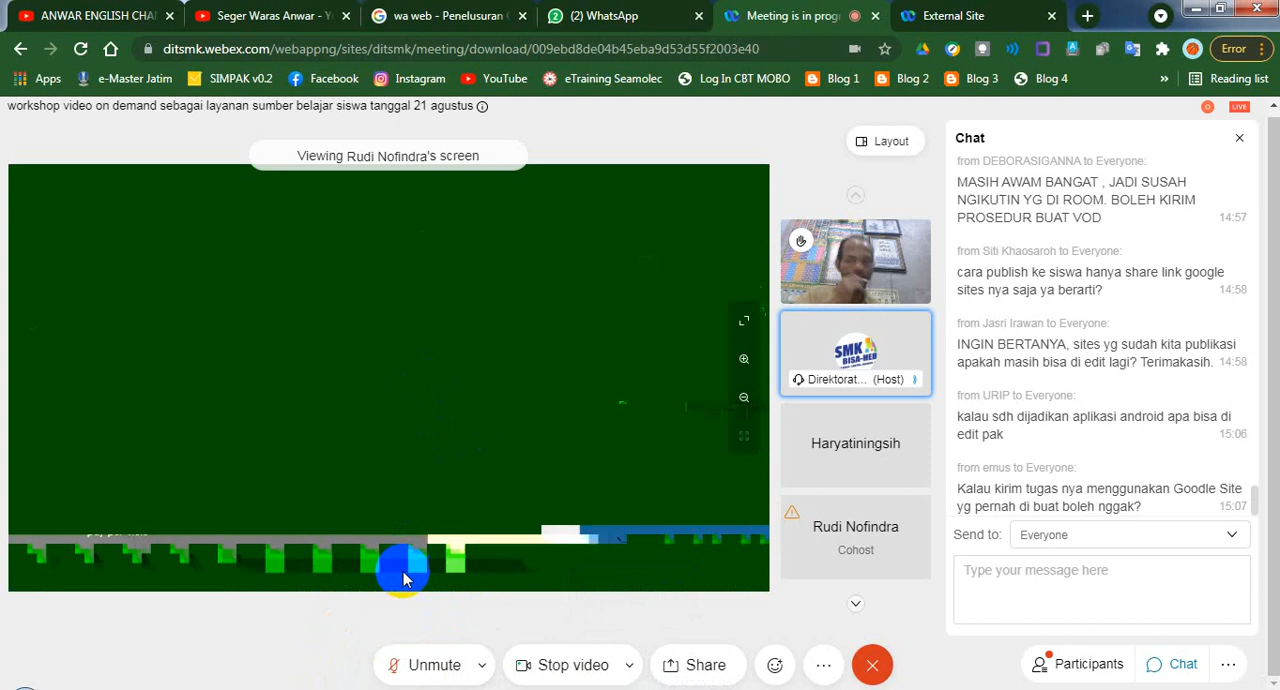 ANWAR ENGLISH CHA
Seger Waras Anwar - Y
wa web - Penelusuran
(2) WhatsApp
Meeting is in prog
External Site
ditsmk.webex.com/webappng/sites/ditsmk/meeting/download/009ebd8de04b45eba9d53d55f2003e40
Error
Apps
e-Master Jatim
SIMPAK v0.2
Facebook
Instagram
YouTube
eTraining Seamolec
Log In CBT MOBO
Blog 1
Blog 2
Blog 3
Blog 4
»
Reading list
workshop video on demand sebagai layanan sumber belajar siswa tanggal 21 agustus
LIVE
Viewing Rudi Nofindra's screen
Layout
SMK
BISA-HEB
Direktorat... (Host)
Haryatiningsih
Rudi Nofindra
Cohost
Chat
from DEBORASIGANNA to Everyone:
MASIH AWAM BANGAT , JADI SUSAH
NGIKUTIN YG DI ROOM. BOLEH KIRIM
PROSEDUR BUAT VOD 14:57
from Siti Khaosaroh to Everyone:
cara publish ke siswa hanya share link google
sites nya saja ya berarti? 14:58
from Jasri Irawan to Everyone:
INGIN BERTANYA, sites yg sudah kita publikasi
apakah masih bisa di edit lagi? Terimakasih. 14:58
from URIP to Everyone:
kalau sdh dijadikan aplikasi android apa bisa di
edit pak 15:06
from emus to Everyone:
Kalau kirim tugas nya menggunakan Goodle Site
yg pernah di buat boleh nggak? 15:07
Send to: Everyone
Type your message here
Unmute
Stop video
Share
Participants
Chat